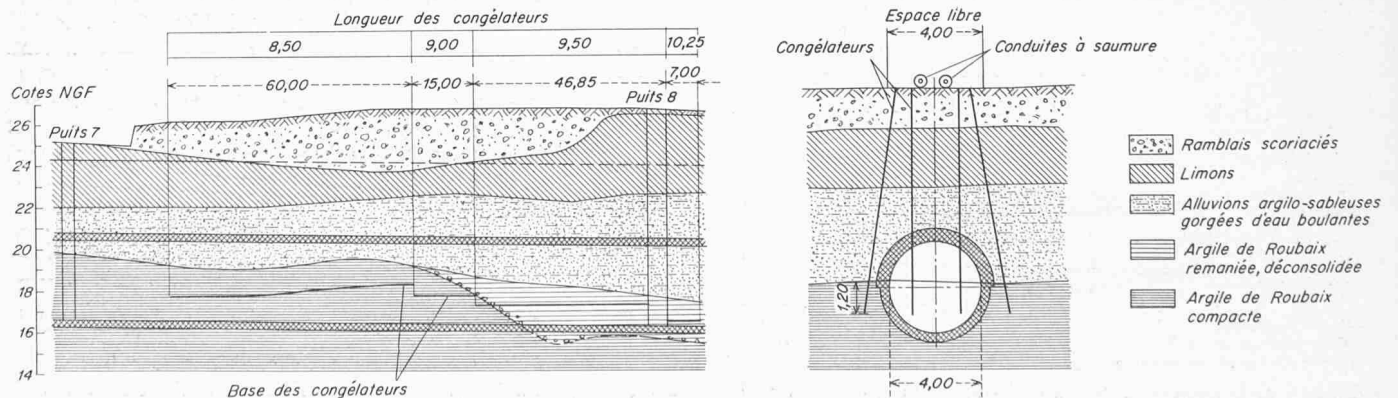 Longueur des congélateurs
8,50
9,00
9,50
10,25
60,00
15,00
46,85
7,00
Cotes NGF
Puits 7
Puits 8
26
24
22
20
18
16
14
Base des congélateurs
Espace libre
4,00
Congélateurs
Conduites à saumure
1,20
4,00
Ramblais scoriaciés
Limons
Alluvions argilo-sableuses
gorgées d'eau boulantes
Argile de Roubaix
remaniée, déconsolidée
Argile de Roubaix
compacte